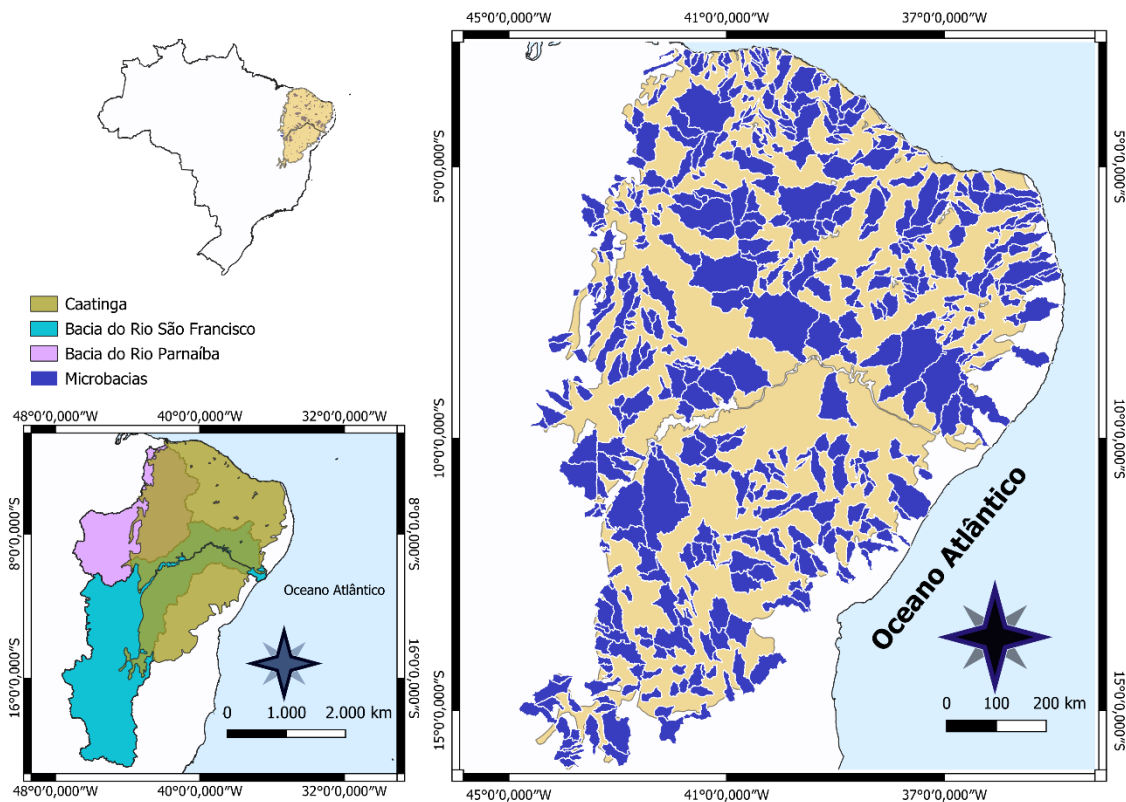 45°0'0,000"W 41°0'0,000"W 37°0'0,000"W
5°0'0,000"S
10°0'0,000"S
15°0'0,000"S
5°0'0,000"S
10°0'0,000"S
15°0'0,000"S
Oceano Atlântico
0 100 200 km
45°0'0,000"W 41°0'0,000"W 37°0'0,000"W
Caatinga
Bacia do Rio São Francisco
Bacia do Rio Parnaíba
Microbacias
48°0'0,000"W 40°0'0,000"W 32°0'0,000"W
8°0'0,000"S
16°0'0,000"S
8°0'0,000"S
16°0'0,000"S
Oceano Atlântico
0 1.000 2.000 km
48°0'0,000"W 40°0'0,000"W 32°0'0,000"W